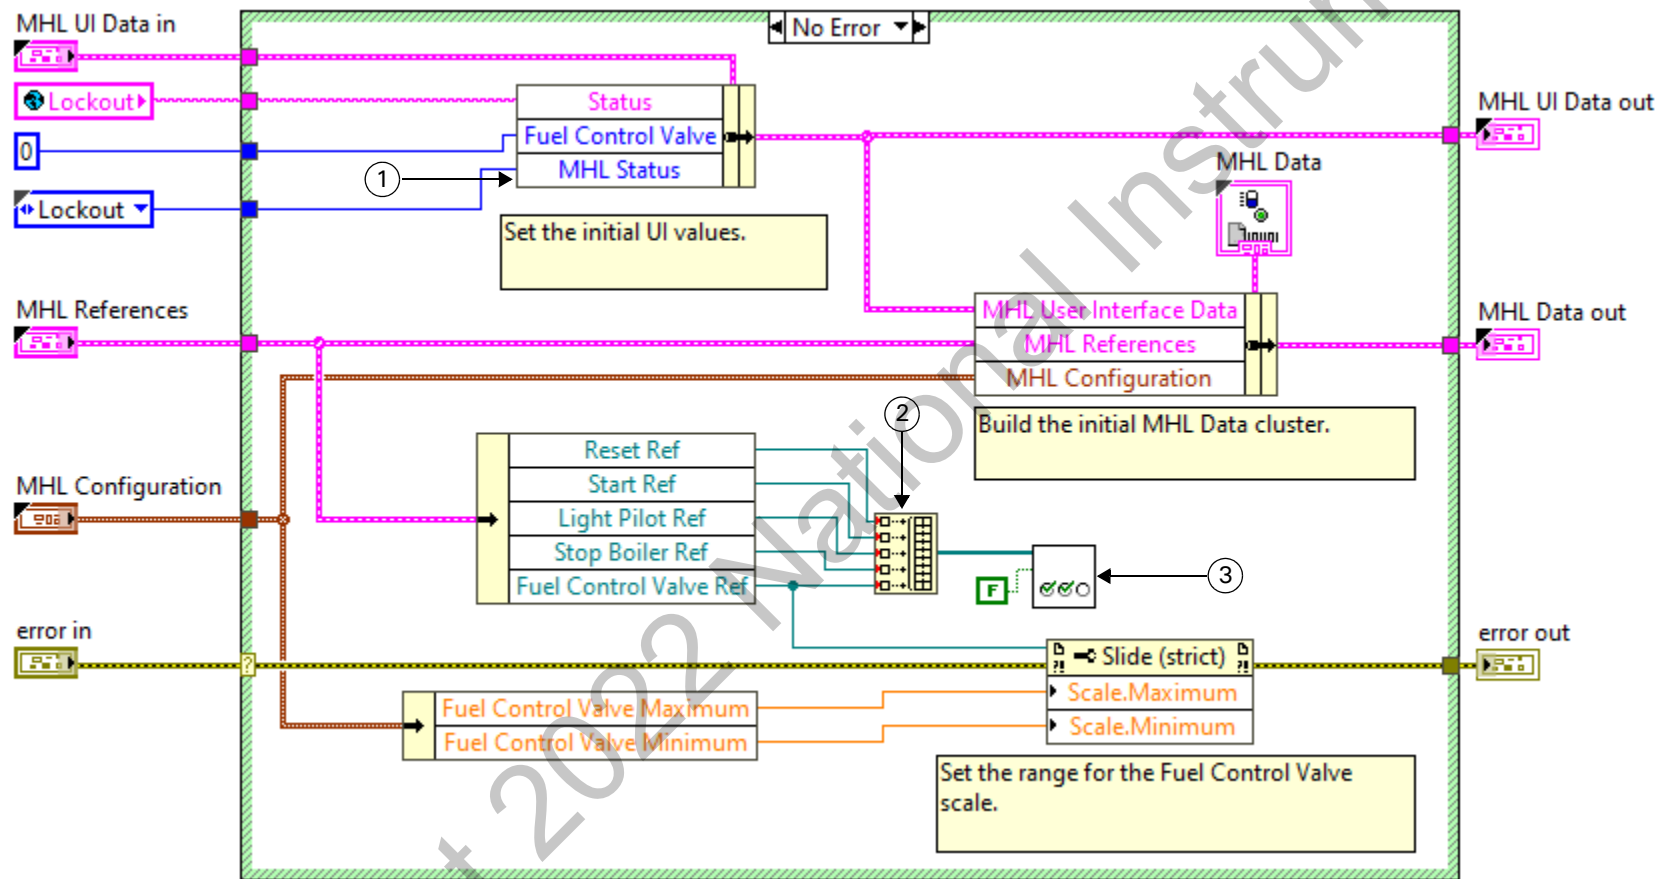 MHL UI Data in
No Error
Lockout
Status
MHL UI Data out
0
Fuel Control Valve
1
MHL Status
MHL Data
Lockout
Set the initial UI values.
MHL References
MHL User Interface Data
MHL Data out
MHL References
MHL Configuration
2
Build the initial MHL Data cluster.
Reset Ref
MHL Configuration
Start Ref
Light Pilot Ref
Stop Boiler Ref
Fuel Control Valve Ref
F
3
error in
error out
?
Slide (strict)
Fuel Control Valve Maximum
Scale.Maximum
Fuel Control Valve Minimum
Scale.Minimum
Set the range for the Fuel Control Valve
scale.
2022 National